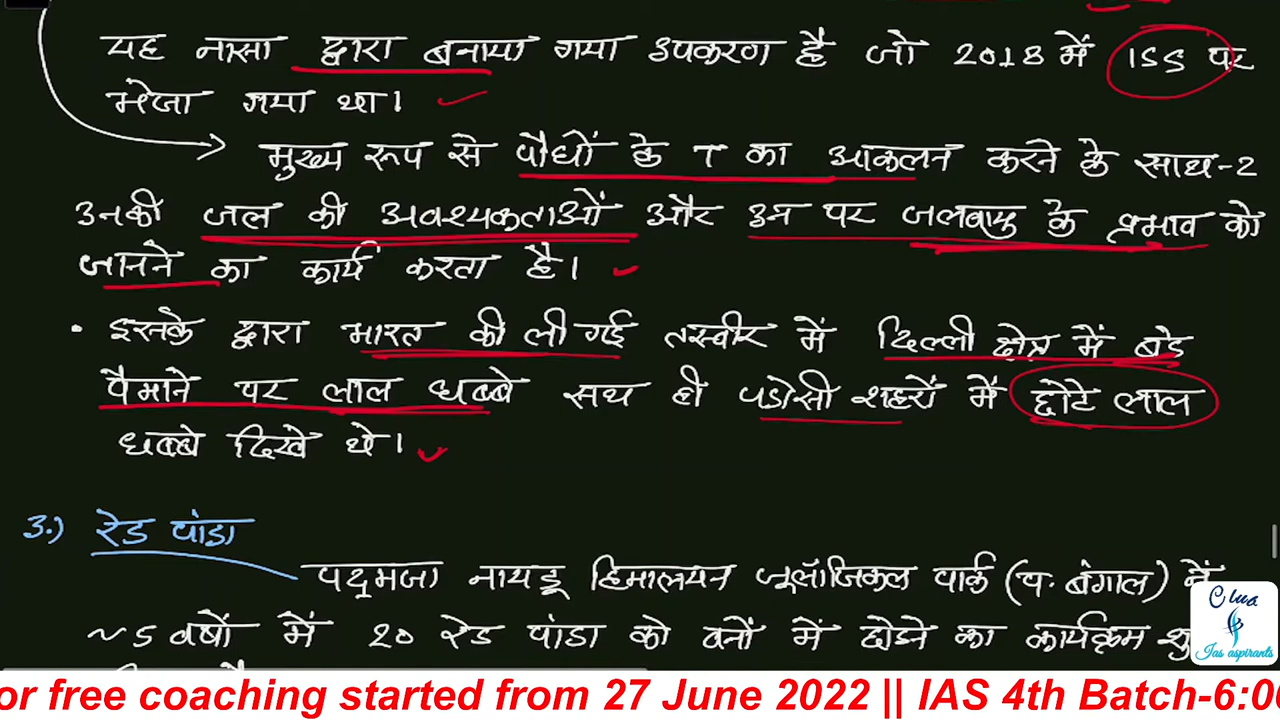 यह नासा द्वारा बनाया गया उपकरण है जो 2018 में ISS पर
भेजा गया था।
मुख्य रूप से पौधों के T का आकलन करने के साथ-2
उनकी जल की अवश्यकताओं और उन पर जलवायु के प्रभाव को
जानने का कार्य करता है।
• इसके द्वारा भारत की ली गई तस्वीर में दिल्ली क्षेत्र में बडे
पैमाने पर लाल धब्बे सथ ही पडोसी शहरों में छोटे लाल
धब्बे दिखे थे।
3.) रेड पांडा
पद्मजा नायडू हिमालयन जूलॉजिकल पार्क (प. बंगाल) ने
~5 वर्षों में 20 रेड पांडा को वनों में छोडने का कार्यक्रम
Ias aspirants
or free coaching started from 27 June 2022 || IAS 4th Batch-6:0